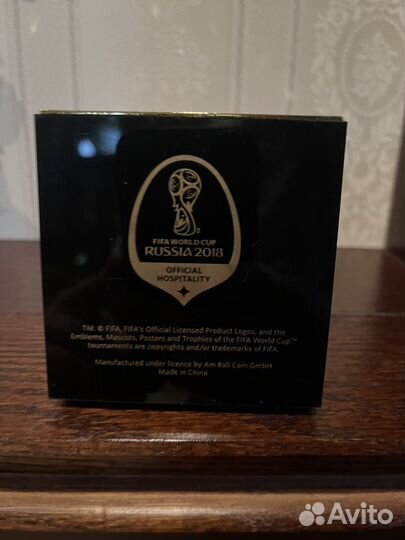 FIFA WORLD CUP
RUSSIA 2018
OFFICIAL
HOSPITALITY
TM, © FIFA, FIFA's Official Licensed Product Logos, and the
Emblems, Mascots, Posters and Trophies of the FIFA World Cup™
tournaments are copyrights and/or trademarks of FIFA.
Manufactured under licence by Am Ball Com GmbH
Made in China
Avito